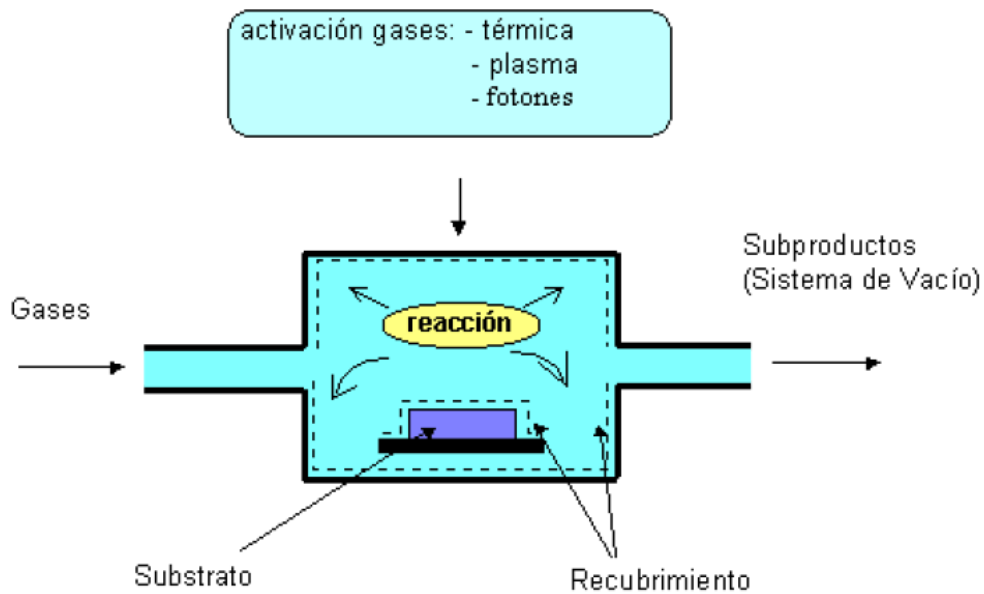 activación gases: - térmica
- plasma
- fotones
Subproductos
(Sistema de Vacío)
Gases
reacción
Substrato
Recubrimiento